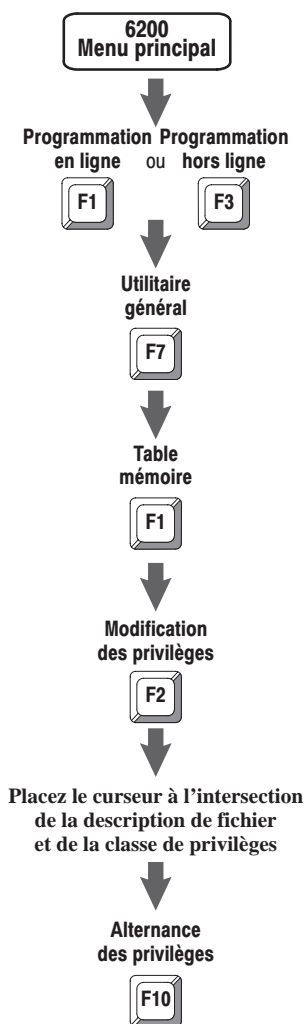 6200
Menu principal
Programmation Programmation
en ligne ou hors ligne
F1 F3
Utilitaire
général
F7
Table
mémoire
F1
Modification
des privilèges
F2
Placez le curseur à l'intersection
de la description de fichier
et de la classe de privilèges
Alternance
des privilèges
F10